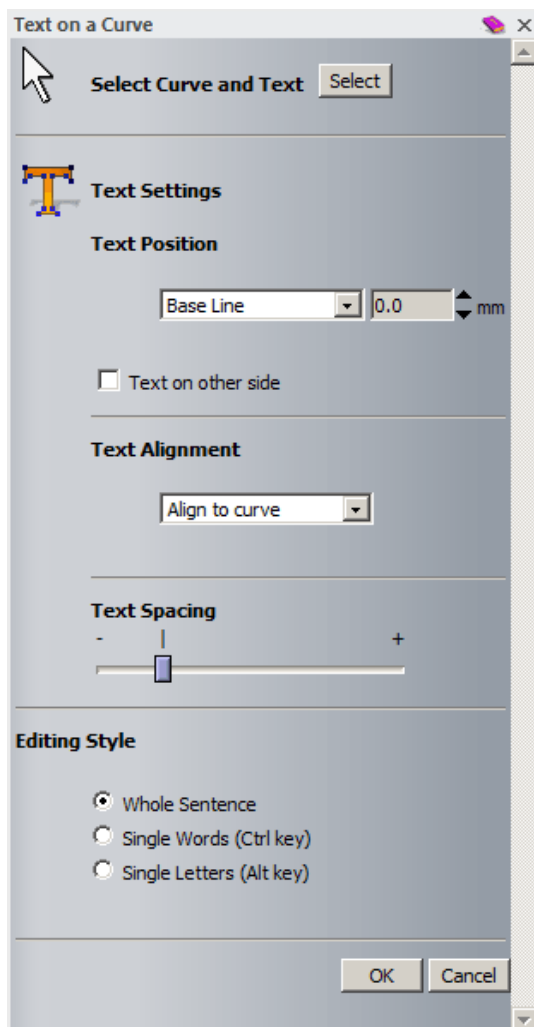 Text on a Curve
Select Curve and Text Select
Text Settings
Text Position
Base Line 0.0 mm
Text on other side
Text Alignment
Align to curve
Text Spacing
- | +
Editing Style
Whole Sentence
Single Words (Ctrl key)
Single Letters (Alt key)
OK Cancel